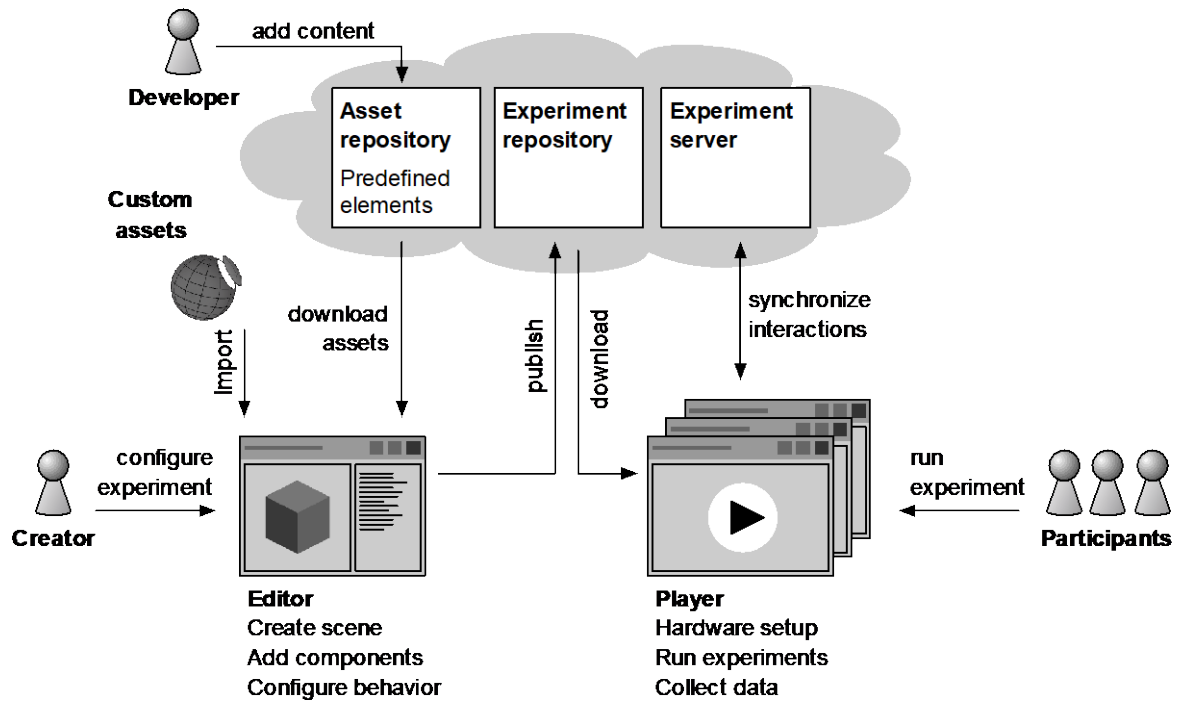 add content
Developer
Asset
repository
Predefined
elements
Experiment
repository
Experiment
server
Custom
assets
Import
download
assets
publish
download
synchronize
interactions
configure
experiment
Creator
run
experiment
Participants
Editor
Create scene
Add components
Configure behavior
Player
Hardware setup
Run experiments
Collect data